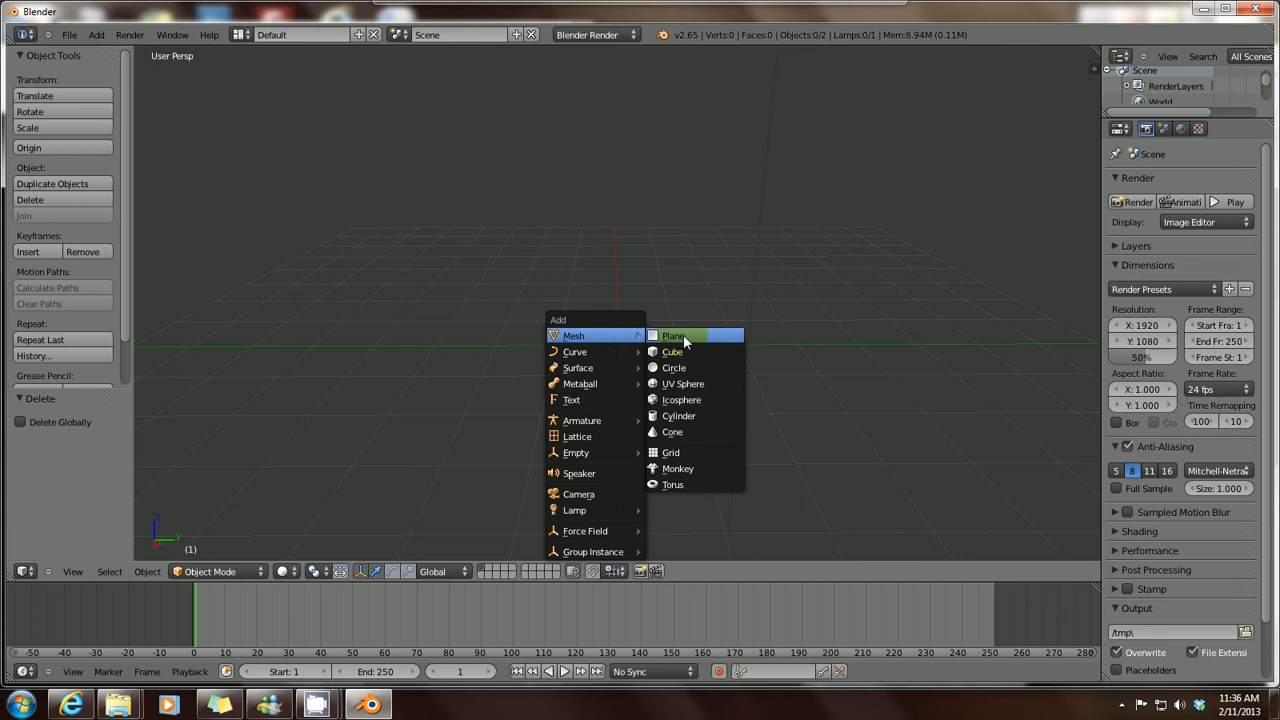 Blender
File Add Render Window Help Default Scene Blender Render v2.65 | Verts:0 | Faces:0 | Objects:0/2 | Lamps:0/1 | Mem:8.94M (0.11M)
Object Tools
Transform:
Translate
Rotate
Scale
Origin
Object:
Duplicate Objects
Delete
Join
Keyframes:
Insert Remove
Motion Paths:
Calculate Paths
Clear Paths
Repeat:
Repeat Last
History...
Grease Pencil:
Delete
Delete Globally
User Persp
Add
Mesh
Curve
Surface
Metaball
Text
Armature
Lattice
Empty
Speaker
Camera
Lamp
Force Field
Group Instance
Plane
Cube
Circle
UV Sphere
Icosphere
Cylinder
Cone
Grid
Monkey
Torus
z
y
(1)
View Select Object Object Mode Global
-50 -40 -30 -20 -10 0 10 20 30 40 50 60 70 80 90 100 110 120 130 140 150 160 170 180 190 200 210 220 230 240 250 260 270 280
View Marker Frame Playback Start: 1 End: 250 1 No Sync
View Search All Scenes
Scene
RenderLayers
World
Scene
Render
Render Animati Play
Display: Image Editor
Layers
Dimensions
Render Presets
Resolution: Frame Range:
X: 1920 Start Fra: 1
Y: 1080 End Fr: 250
50% Frame St: 1
Aspect Ratio: Frame Rate:
X: 1.000 24 fps
Y: 1.000 Time Remapping
Bor Cro 100 10
Anti-Aliasing
5 8 11 16 Mitchell-Netra
Full Sample Size: 1.000
Sampled Motion Blur
Shading
Performance
Post Processing
Stamp
Output
/tmp\
Overwrite File Extensi
Placeholders
11:36 AM
2/11/2013